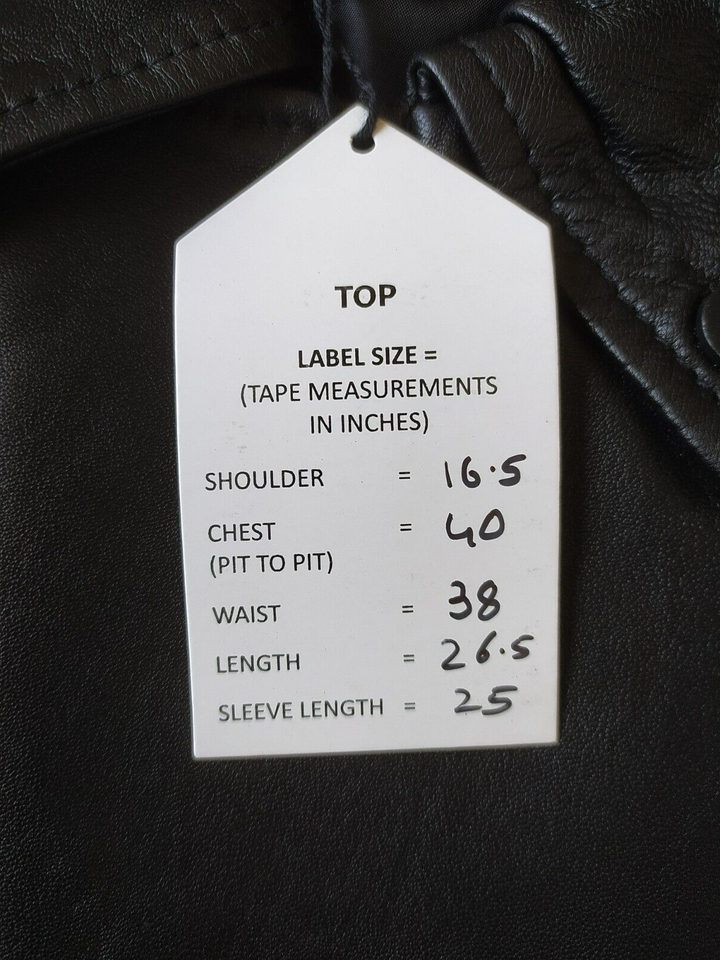 TOP
LABEL SIZE =
(TAPE MEASUREMENTS
IN INCHES)
SHOULDER = 16.5
CHEST = 40
(PIT TO PIT)
WAIST = 38
LENGTH = 26.5
SLEEVE LENGTH = 25